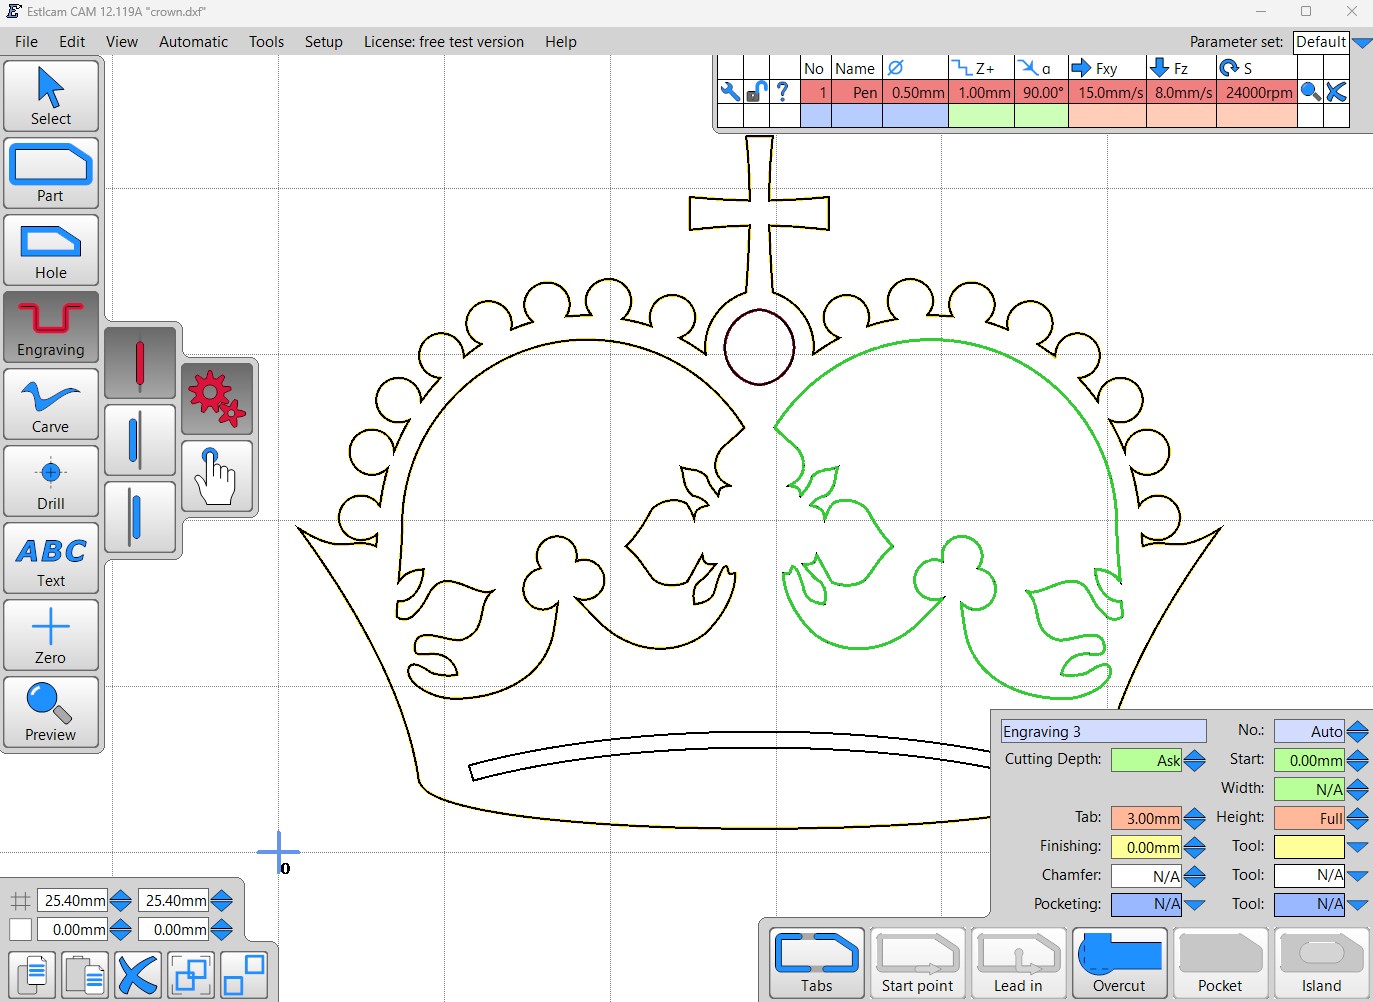 Estlcam CAM 12.119A "crown.dxf"
File Edit View Automatic Tools Setup License: free test version Help Parameter set: Default
No Name Ø Z+ α Fxy Fz S
? 1 Pen 0.50mm 1.00mm 90.00° 15.0mm/s 8.0mm/s 24000rpm
Select
Part
Hole
Engraving
Carve
Drill
ABC
Text
Zero
Preview
0
Engraving 3 No.: Auto
Cutting Depth: Ask Start: 0.00mm
Width: N/A
Tab: 3.00mm Height: Full
Finishing: 0.00mm Tool:
Chamfer: N/A Tool: N/A
Pocketing: N/A Tool: N/A
25.40mm 25.40mm
0.00mm 0.00mm
Tabs Start point Lead in Overcut Pocket Island